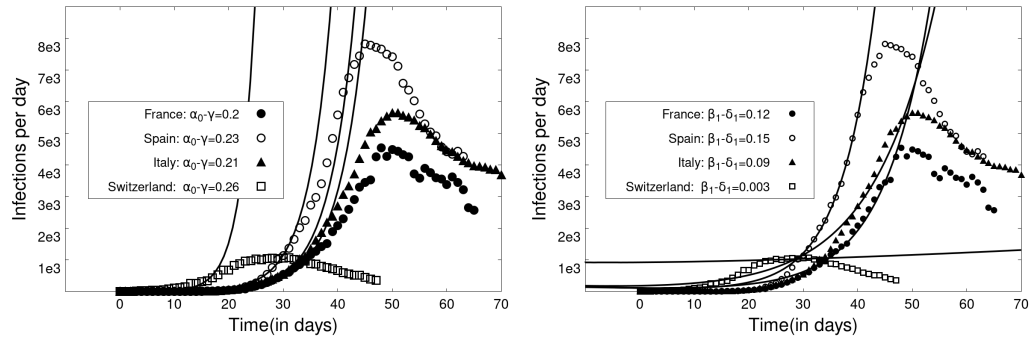 Infections per day
8e3
7e3
6e3
5e3
4e3
3e3
2e3
1e3
France: α₀-γ=0.2
Spain: α₀-γ=0.23
Italy: α₀-γ=0.21
Switzerland: α₀-γ=0.26
0 10 20 30 40 50 60 70
Time(in days)
Infections per day
8e3
7e3
6e3
5e3
4e3
3e3
2e3
1e3
France: β₁-δ₁=0.12
Spain: β₁-δ₁=0.15
Italy: β₁-δ₁=0.09
Switzerland: β₁-δ₁=0.003
0 10 20 30 40 50 60 70
Time(in days)